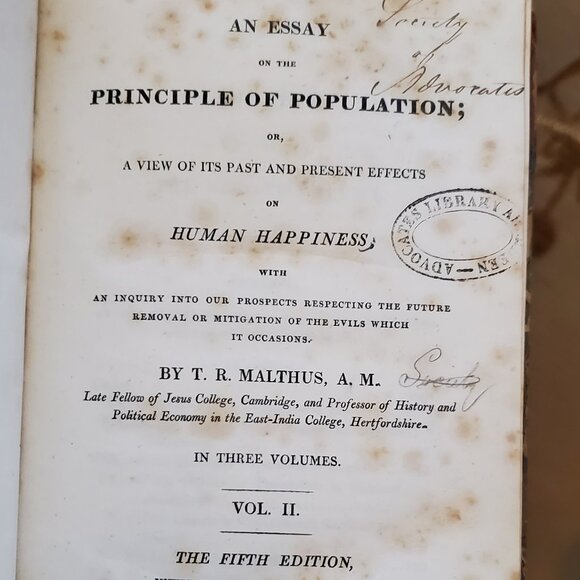 Society
of
Advocates
AN ESSAY
ON THE
PRINCIPLE OF POPULATION;
OR,
A VIEW OF ITS PAST AND PRESENT EFFECTS
ON
HUMAN HAPPINESS;
WITH
AN INQUIRY INTO OUR PROSPECTS RESPECTING THE FUTURE
REMOVAL OR MITIGATION OF THE EVILS WHICH
IT OCCASIONS.
ADVOCATES LIBRARY
BY T. R. MALTHUS, A. M.
Society
Late Fellow of Jesus College, Cambridge, and Professor of History and
Political Economy in the East-India College, Hertfordshire.
IN THREE VOLUMES.
VOL. II.
THE FIFTH EDITION,